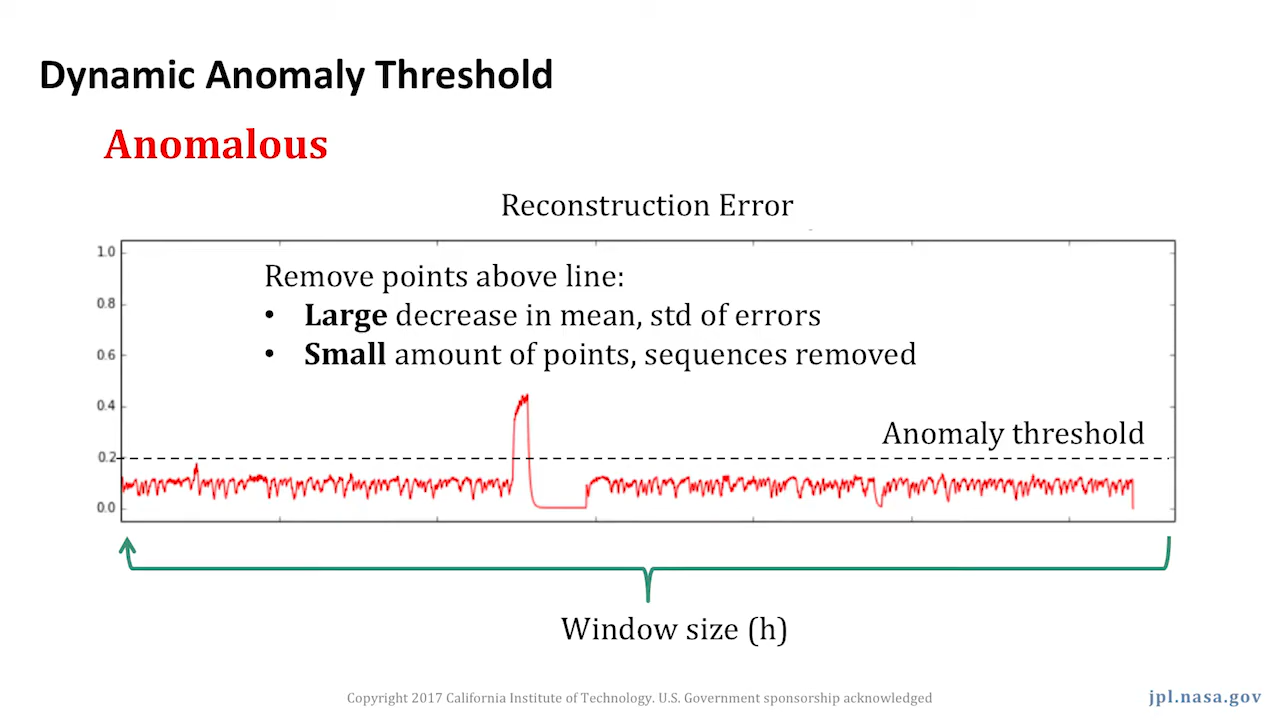 Dynamic Anomaly Threshold
Anomalous
Reconstruction Error
1.0
0.8
0.6
0.4
0.2
0.0
Remove points above line:
• Large decrease in mean, std of errors
• Small amount of points, sequences removed
Anomaly threshold
Window size (h)
Copyright 2017 California Institute of Technology. U.S. Government sponsorship acknowledged
jpl.nasa.gov